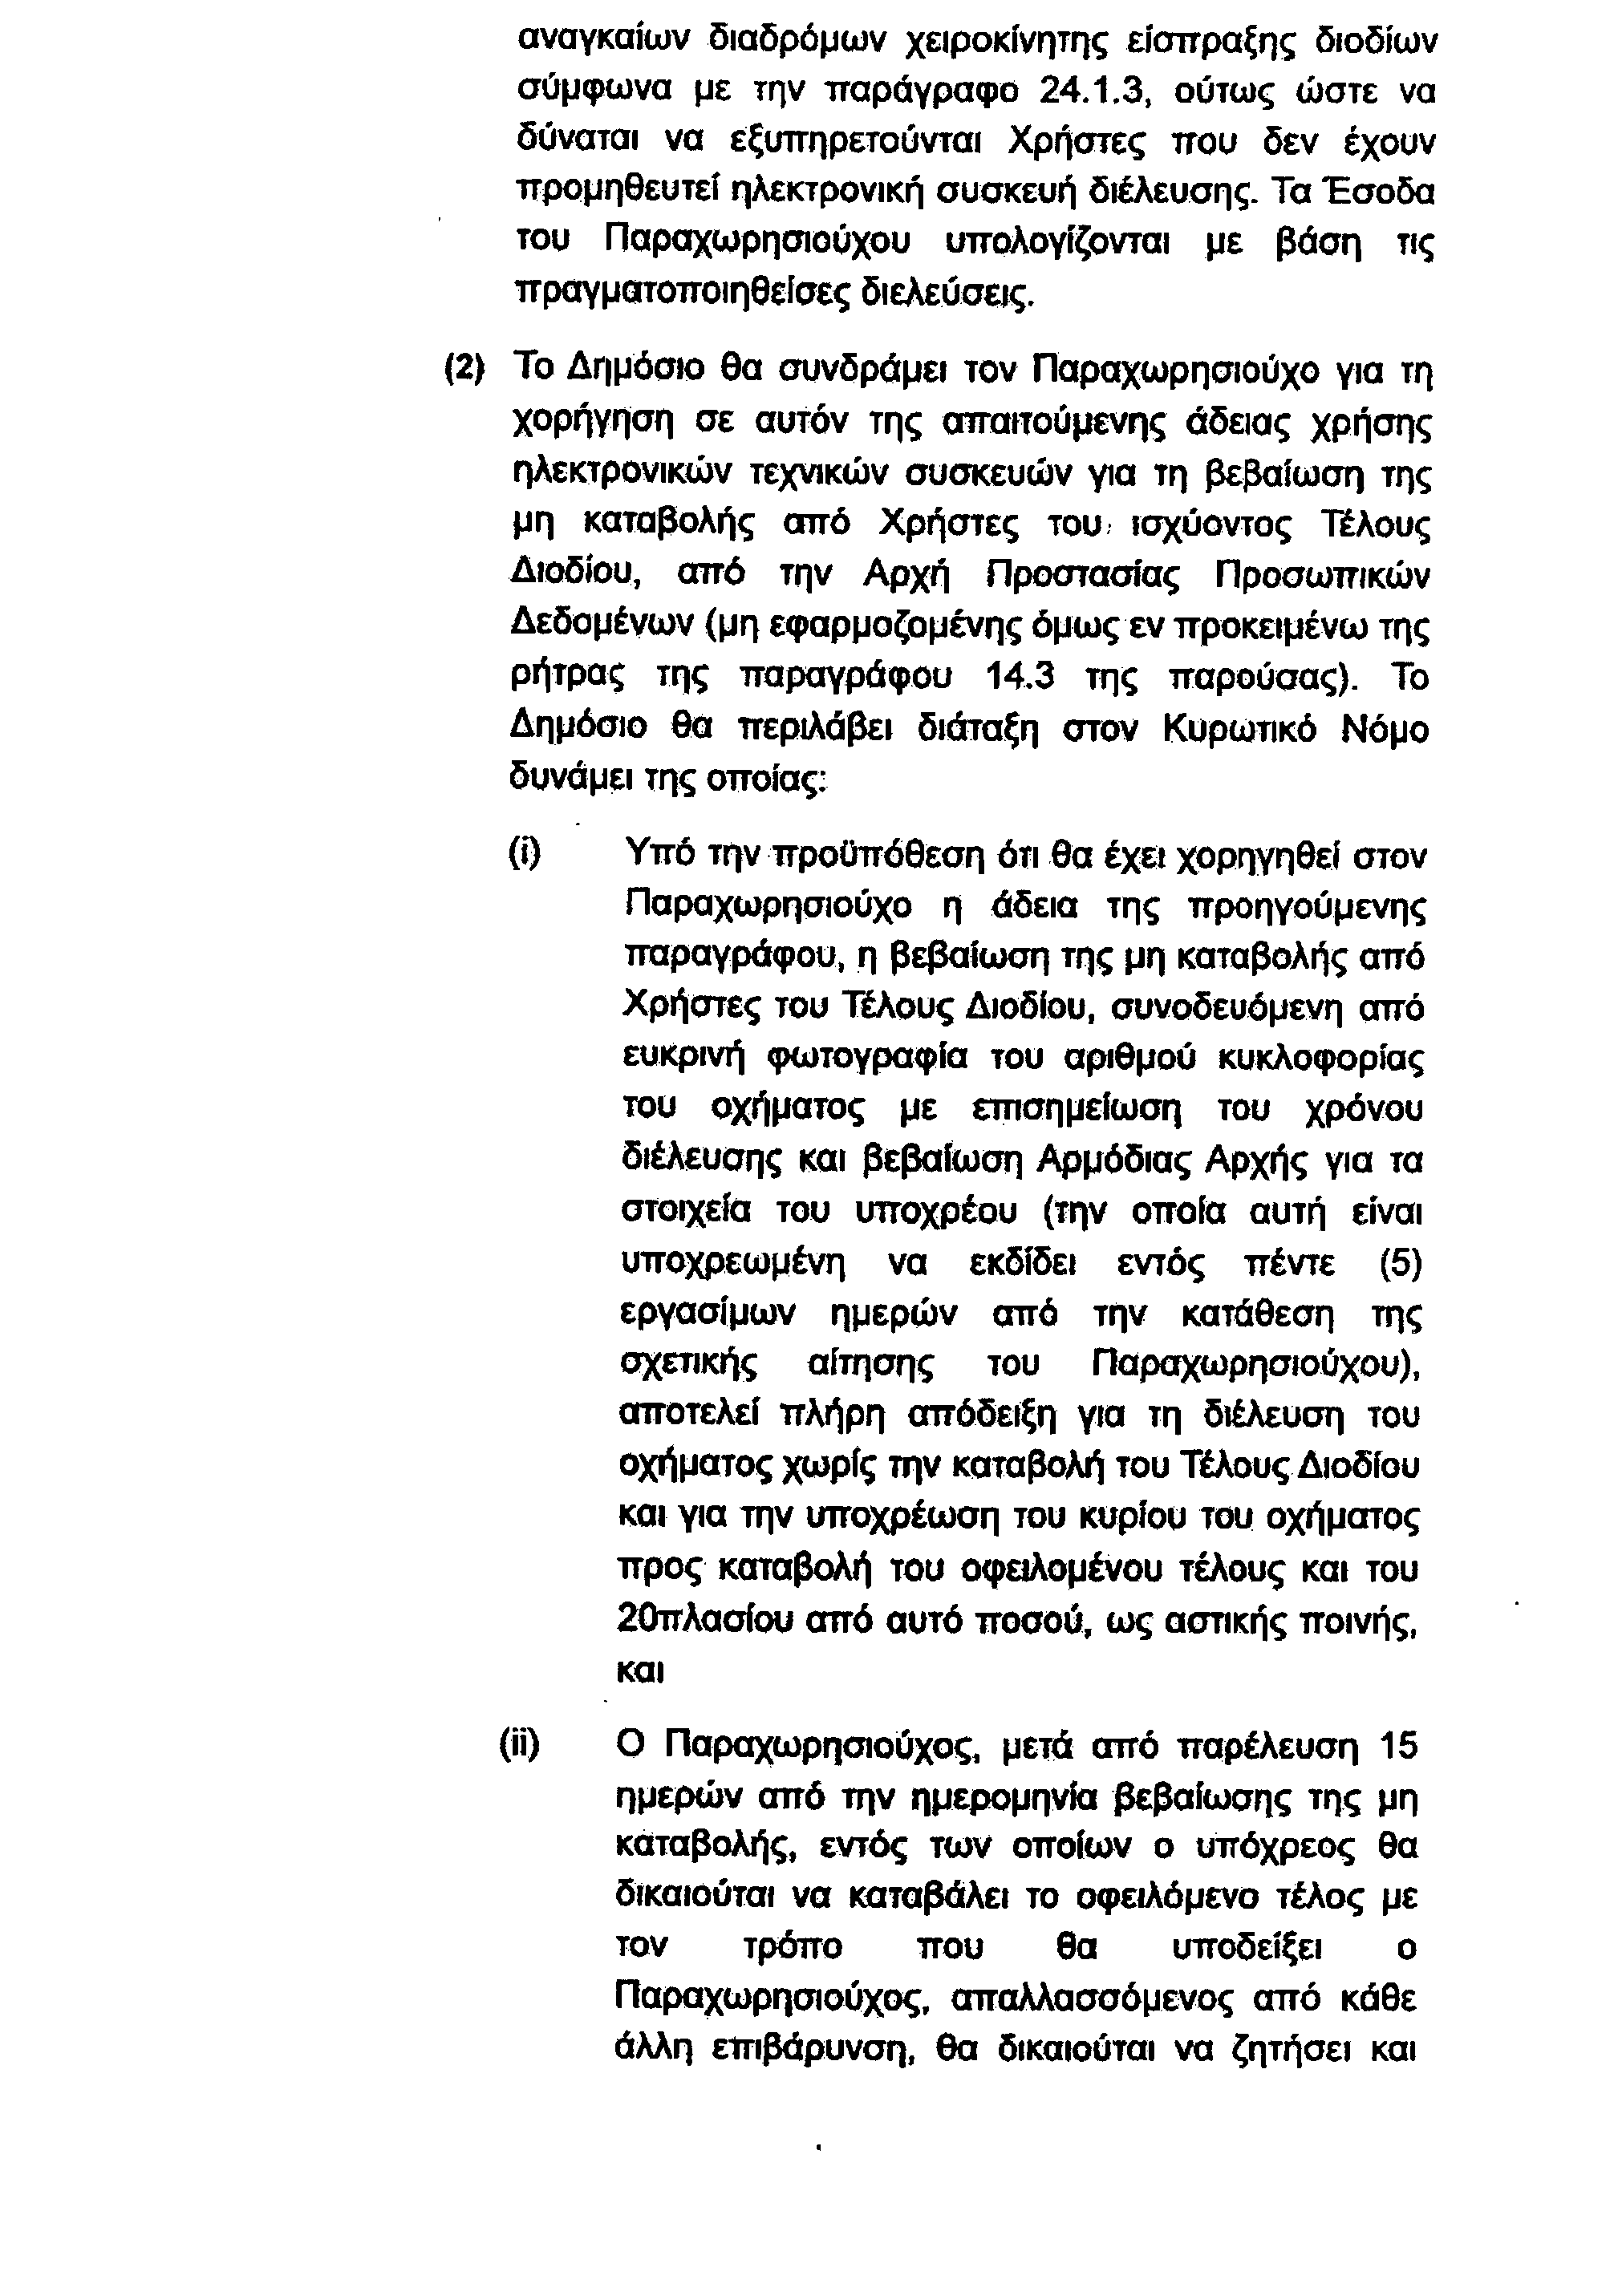 αναγκαίων διαδρόμων χειροκίνητης είσπραξης διοδίων
σύμφωνα με την παράγραφο 24.1.3, ούτως ώστε να
δύναται να εξυπηρετούνται Χρήστες που δεν έχουν
προμηθευτεί ηλεκτρονική συσκευή διέλευσης. Τα Έσοδα
του Παραχωρησιούχου υπολογίζονται με βάση τις
πραγματοποιηθείσες διελεύσεις.
(2) Το Δημόσιο θα συνδράμει τον Παραχωρησιούχο για τη
χορήγηση σε αυτόν της απαιτούμενης άδειας χρήσης
ηλεκτρονικών τεχνικών συσκευών για τη βεβαίωση της
μη καταβολής από Χρήστες του ισχύοντος Τέλους
Διοδίου, από την Αρχή Προστασίας Προσωπικών
Δεδομένων (μη εφαρμοζομένης όμως εν προκειμένω της
ρήτρας της παραγράφου 14.3 της παρούσας). Το
Δημόσιο θα περιλάβει διάταξη στον Κυρωτικό Νόμο
δυνάμει της οποίας:
(i) Υπό την προϋπόθεση ότι θα έχει χορηγηθεί στον
Παραχωρησιούχο η άδεια της προηγούμενης
παραγράφου, η βεβαίωση της μη καταβολής από
Χρήστες του Τέλους Διοδίου, συνοδευόμενη από
ευκρινή φωτογραφία του αριθμού κυκλοφορίας
του οχήματος με επισημείωση του χρόνου
διέλευσης και βεβαίωση Αρμόδιας Αρχής για τα
στοιχεία του υποχρέου (την οποία αυτή είναι
υποχρεωμένη να εκδίδει εντός πέντε (5)
εργασίμων ημερών από την κατάθεση της
σχετικής αίτησης του Παραχωρησιούχου),
αποτελεί πλήρη απόδειξη για τη διέλευση του
οχήματος χωρίς την καταβολή του Τέλους Διοδίου
και για την υποχρέωση του κυρίου του οχήματος
προς καταβολή του οφειλομένου τέλους και του
20πλασίου από αυτό ποσού, ως αστικής ποινής,
και
(ii) Ο Παραχωρησιούχος, μετά από παρέλευση 15
ημερών από την ημερομηνία βεβαίωσης της μη
καταβολής, εντός των οποίων ο υπόχρεος θα
δικαιούται να καταβάλει το οφειλόμενο τέλος με
τον τρόπο που θα υποδείξει ο
Παραχωρησιούχος, απαλλασσόμενος από κάθε
άλλη επιβάρυνση, θα δικαιούται να ζητήσει και